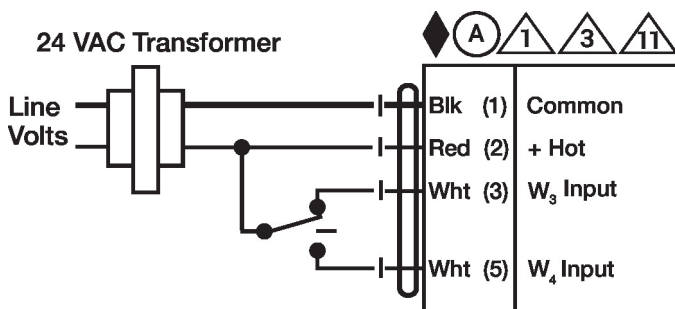 24 VAC Transformer
A 1 3 11
Line
Volts
Blk (1) Common
Red (2) + Hot
Wht (3) W₃ Input
Wht (5) W₄ Input